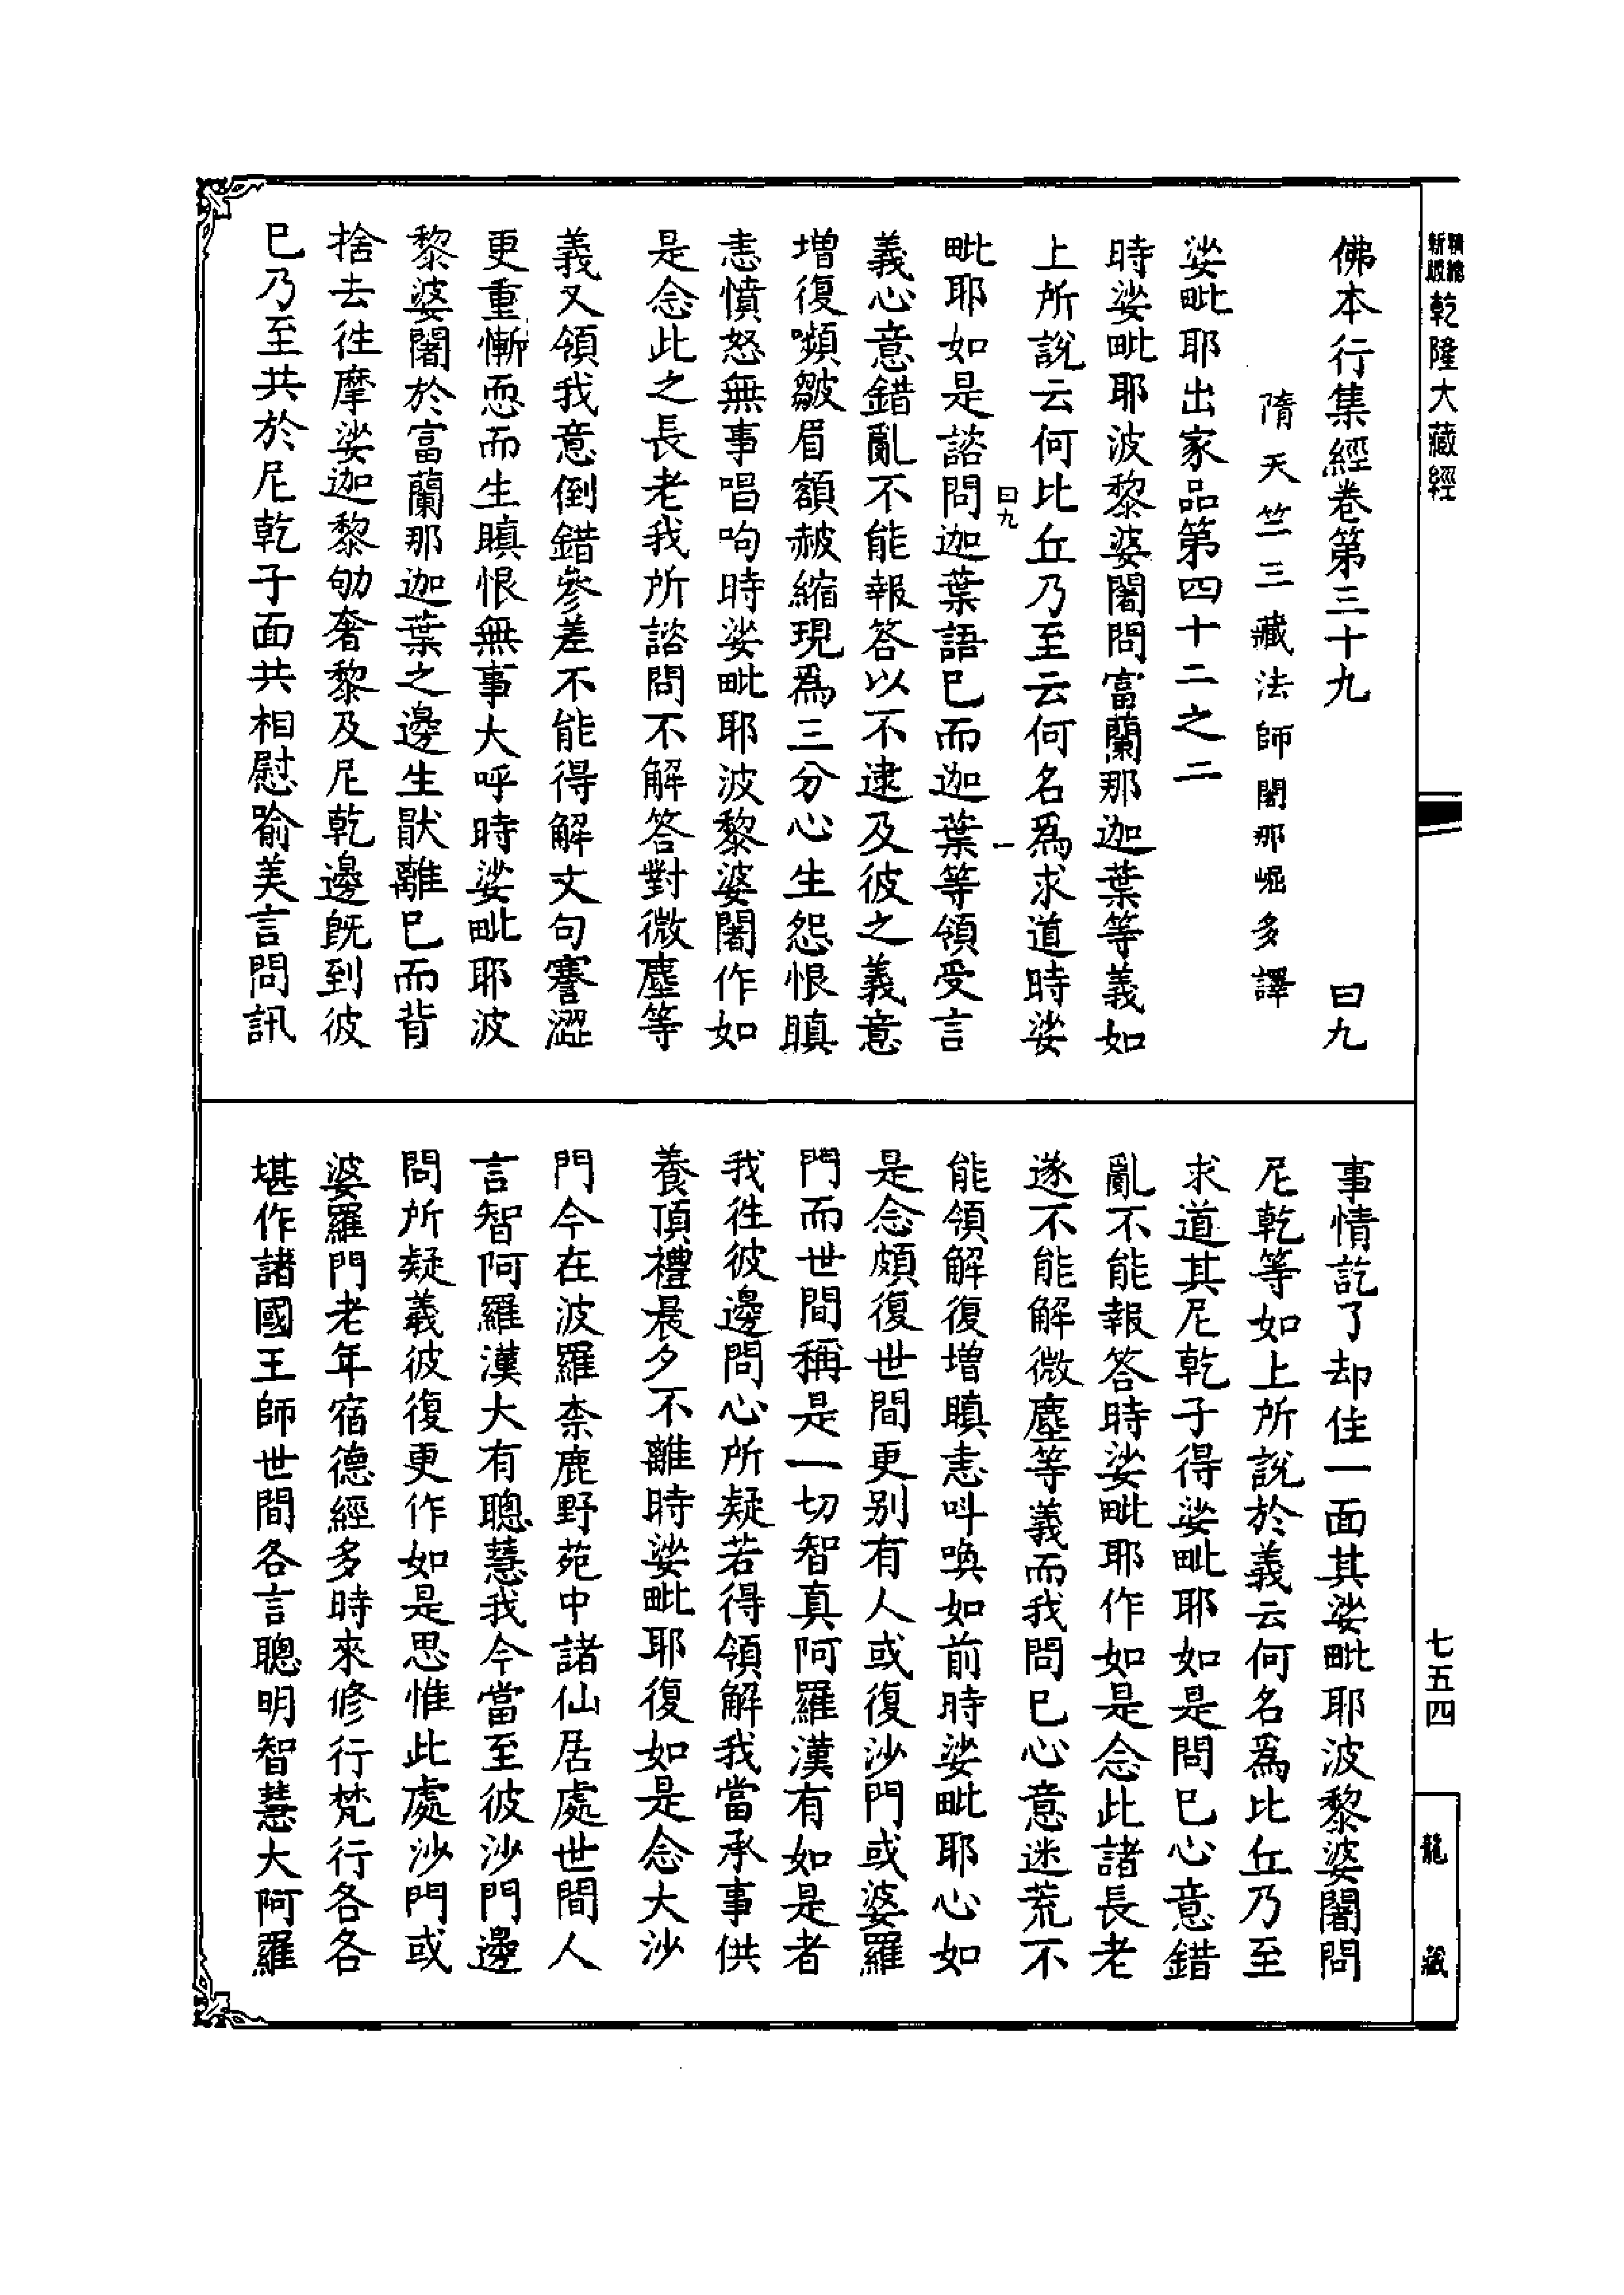 新縮
精縮 乾隆大藏經
佛本行集經卷第三十九 曰九
隋天竺三藏法師闍那崛多譯
娑毗耶出家品第四十二之二
時娑毗耶波黎婆闍問富蘭那迦葉等義如
上所說云何比丘乃至云何名爲求道時娑
曰九 一
毗耶如是諮問迦葉語已而迦葉等領受言
義心意錯亂不能報答以不逮及彼之義意
增復嚬皺眉額赧縮現爲三分心生怨恨瞋
恚憤怒無事唱呴時娑毗耶波黎婆闍作如
是念此之長老我所諮問不解答對微塵等
義又領我意倒錯參差不能得解文句謇澀
更重慚恧而生瞋恨無事大呼時娑毗耶波
黎婆闍於富蘭那迦葉之邊生猒離已而背
捨去徃摩娑迦黎劬奢黎及尼乾邊既到彼
已乃至共於尼乾子面共相慰喻美言問訊
事情訖了却住一面其娑毗耶波黎婆闍問
尼乾等如上所說於義云何名爲比丘乃至
求道其尼乾子得娑毗耶如是問已心意錯
亂不能報答時娑毗耶作如是念此諸長老
遂不能解微塵等義而我問已心意迷荒不
能領解復增瞋恚叫喚如前時娑毗耶心如
是念頗復世間更別有人或復沙門或婆羅
門而世間稱是一切智真阿羅漢有如是者
我徃彼邊問心所疑若得領解我當承事供
養頂禮晨夕不離時娑毗耶復如是念大沙
門今在波羅柰鹿野苑中諸仙居處世間人
言智阿羅漢大有聰慧我今當至彼沙門邊
問所疑義彼復更作如是思惟此處沙門或
婆羅門老年宿德經多時來修行梵行各各
堪作諸國王師世間各言聰明智慧大阿羅
七五四
龍藏